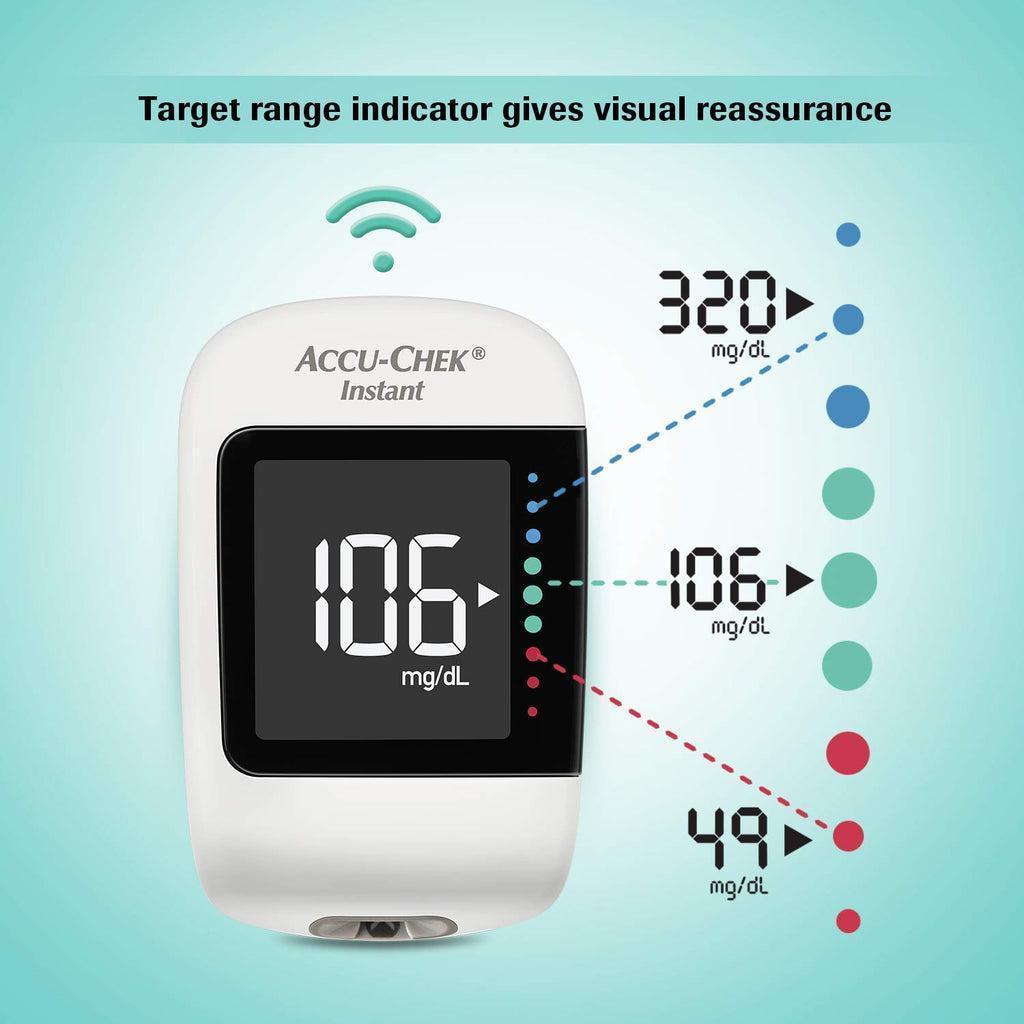 Target range indicator gives visual reassurance
ACCU-CHEK®
Instant
106
mg/dL
320
mg/dL
106
mg/dL
49
mg/dL